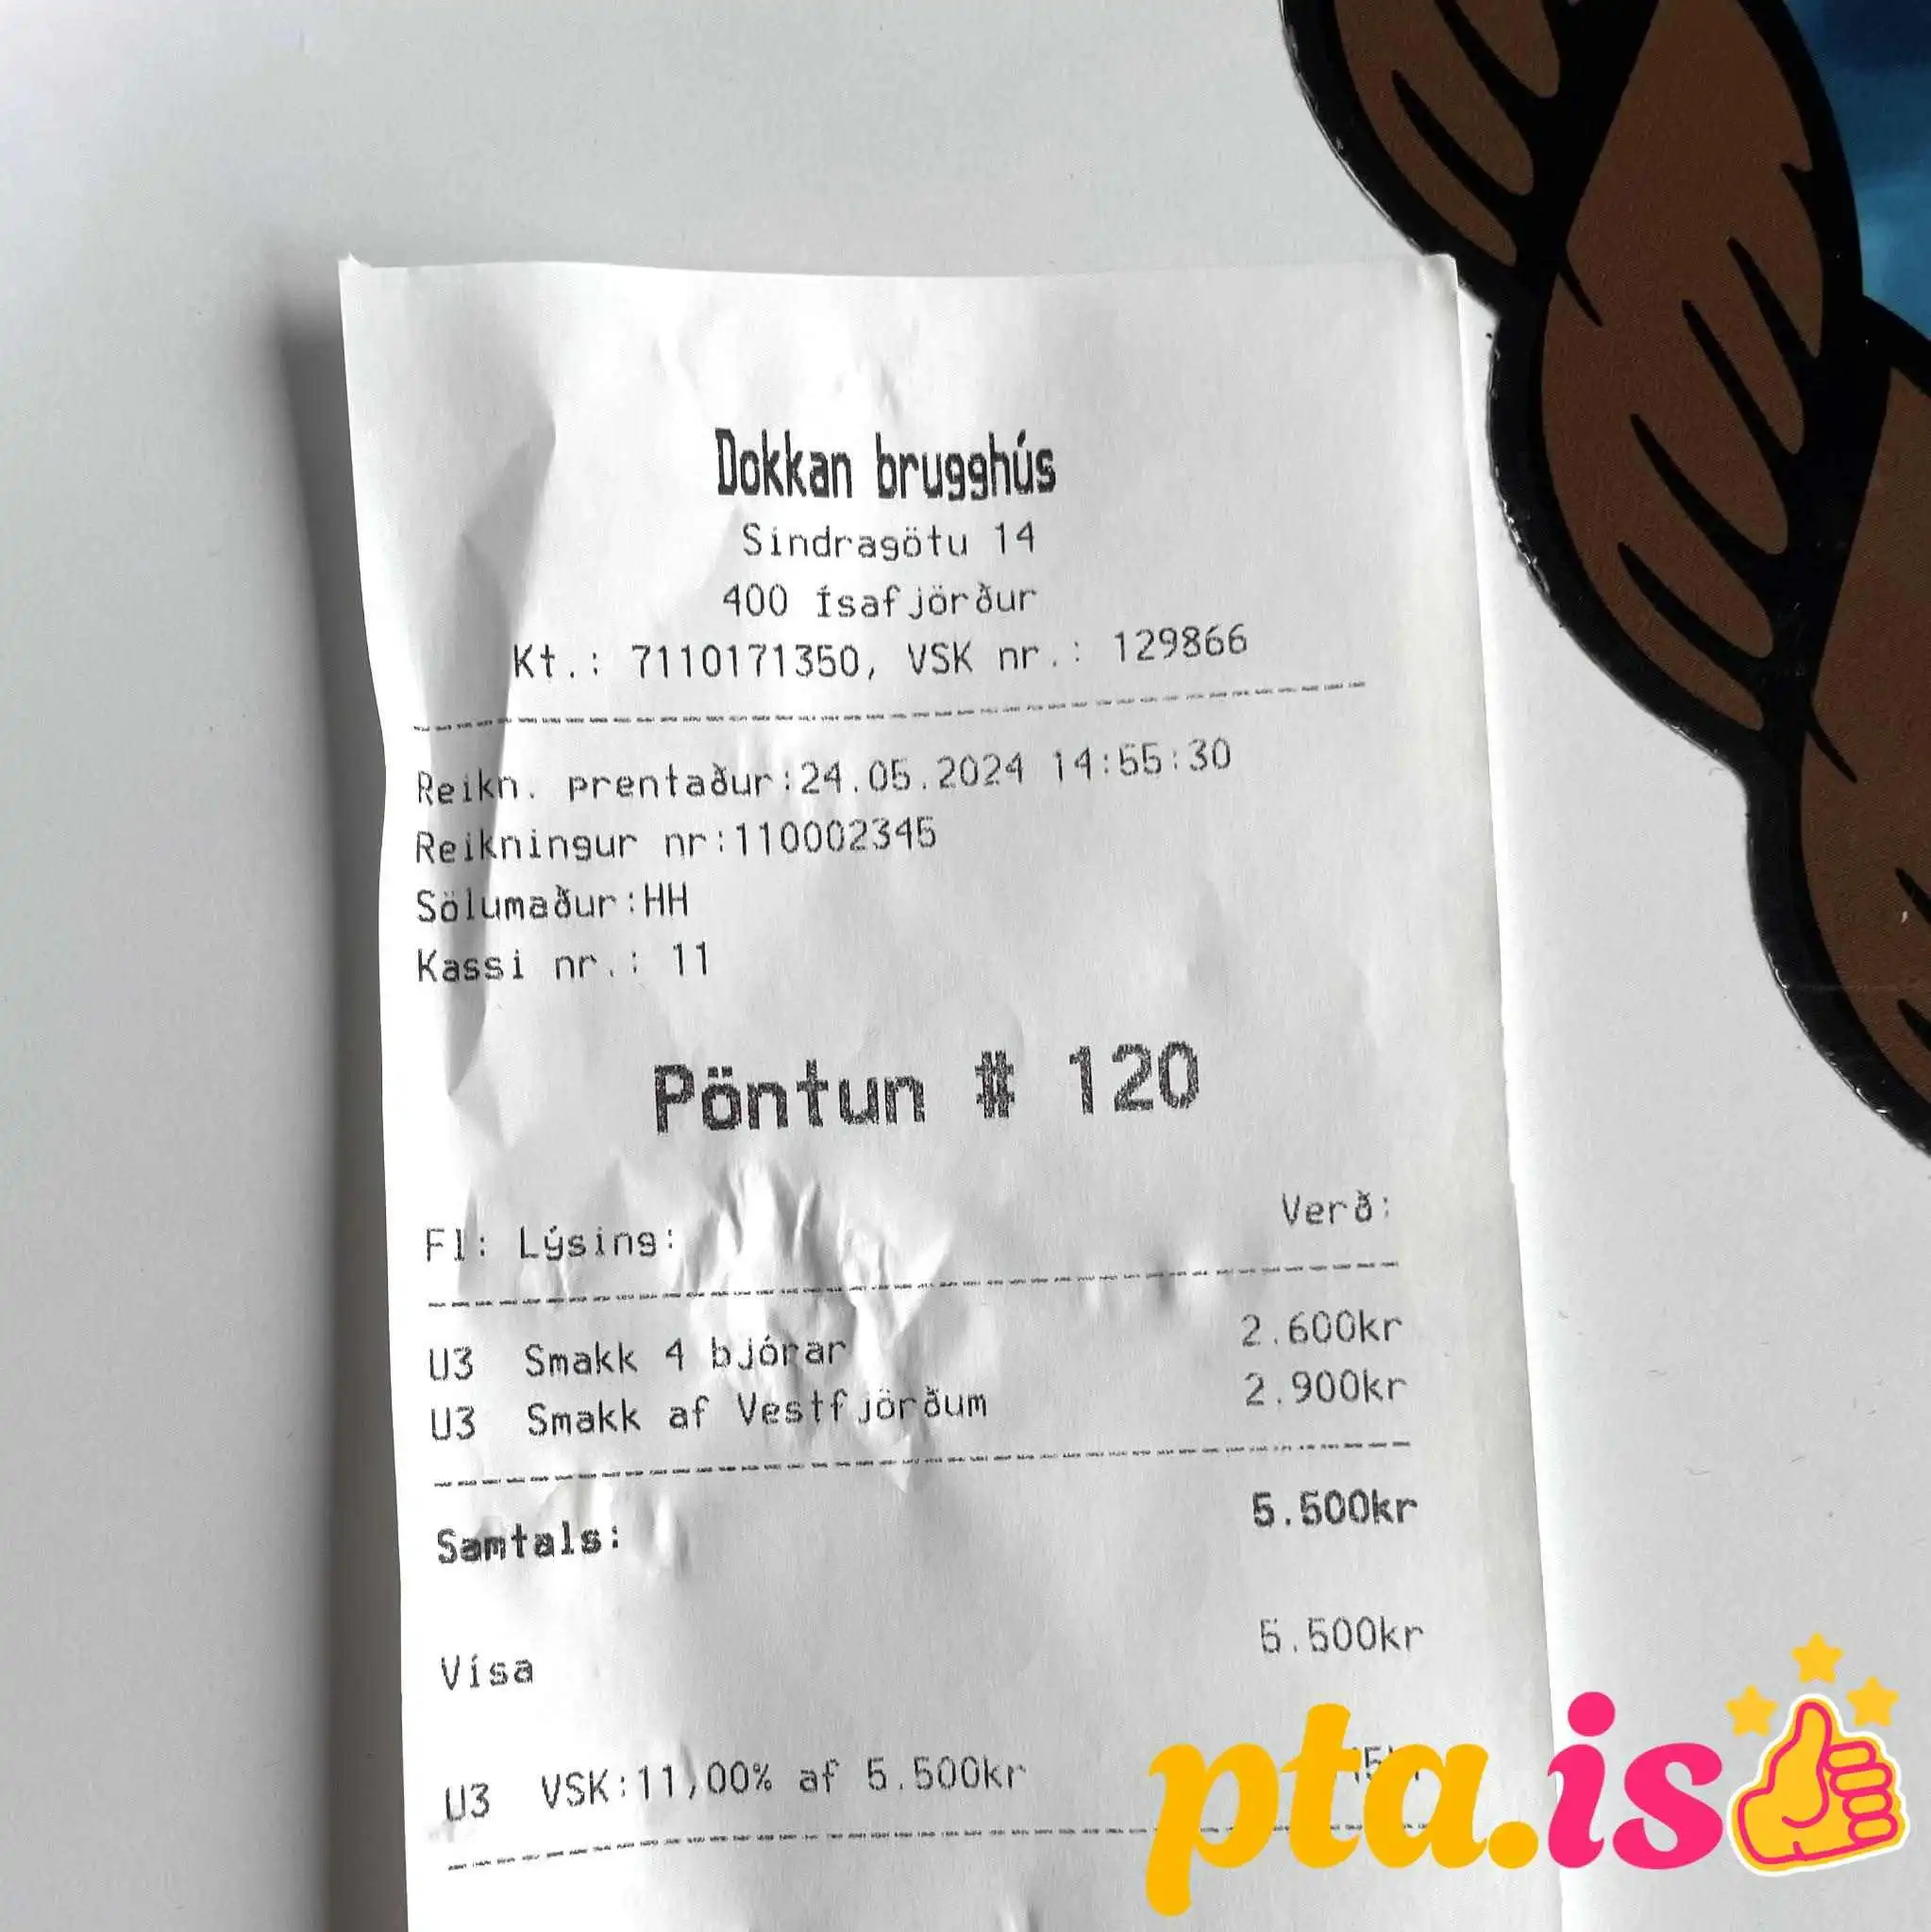 Dokkan brugghús
Sindragötu 14
400 Ísafjörður
Kt.: 7110171350, VSK nr.: 129866
Reikn. prentaður:24.05.2024 14:55:30
Reikningur nr:110002345
Sölumaður:HH
Kassi nr.: 11
Pöntun # 120
Fl: Lýsing: Verð:
U3 Smakk 4 bjórar 2.600kr
U3 Smakk af Vestfjörðum 2.900kr
Samtals: 5.500kr
Vísa 5.500kr
U3 VSK:11,00% af 5.500kr
pta.is